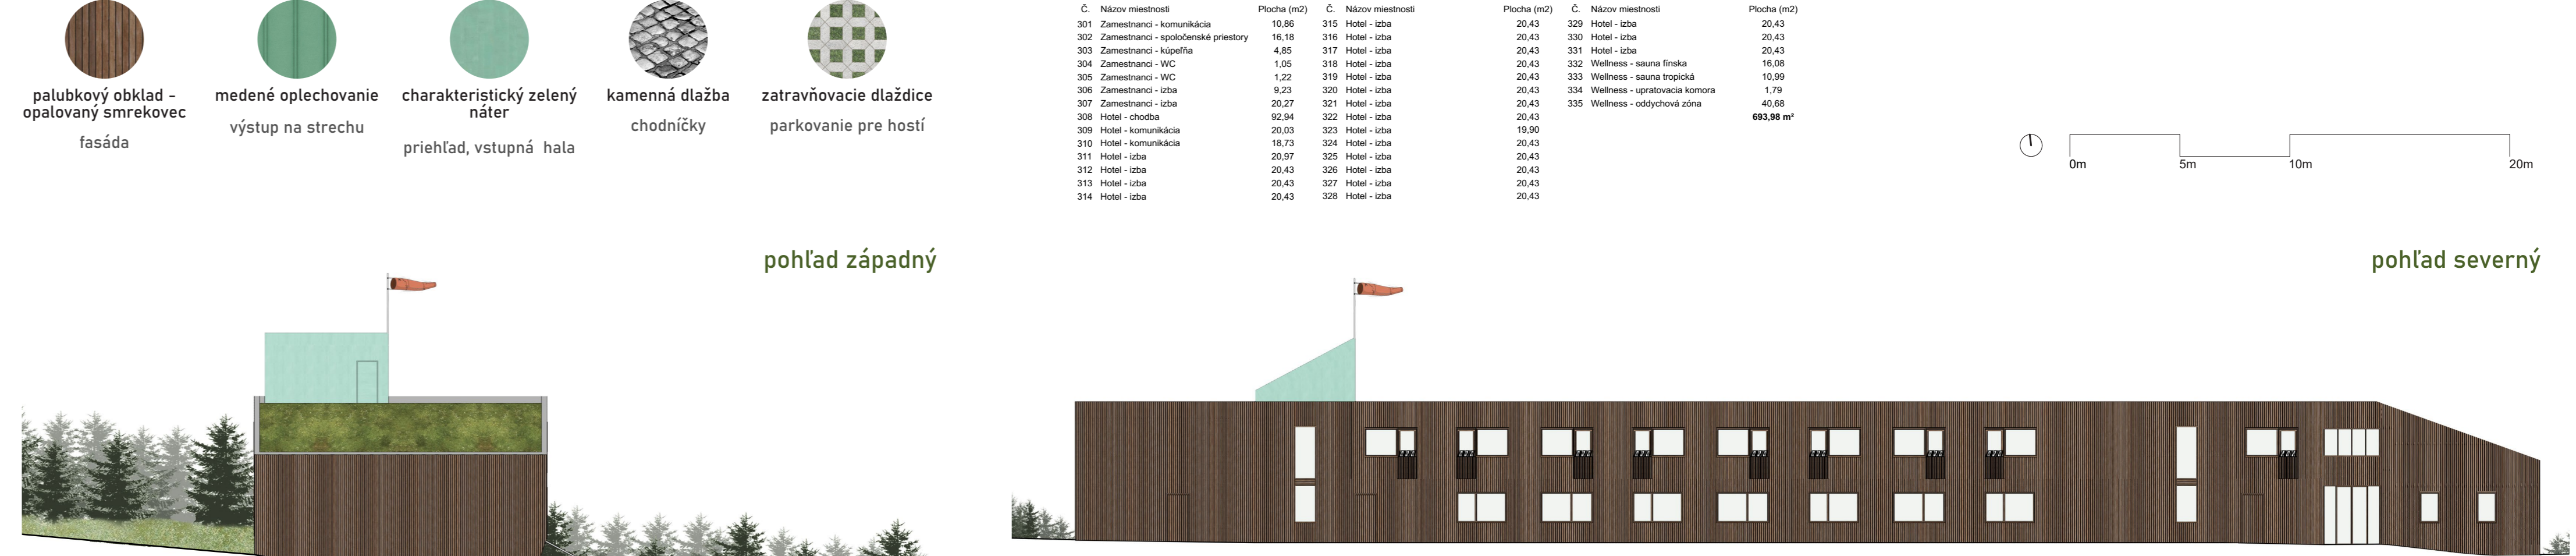 palubkový obklad -
opalovaný smrekovec
fasáda
medené oplechovanie
výstup na strechu
charakteristický zelený
náter
priehľad, vstupná hala
kamenná dlažba
chodníčky
zatravňovacie dlaždice
parkovanie pre hostí
Č. Názov miestnosti Plocha (m2)
301 Zamestnanci - komunikácia 10,86
302 Zamestnanci - spoločenské priestory 16,18
303 Zamestnanci - kúpeľňa 4,85
304 Zamestnanci - WC 1,05
305 Zamestnanci - WC 1,22
306 Zamestnanci - izba 9,23
307 Zamestnanci - izba 20,27
308 Hotel - chodba 92,94
309 Hotel - komunikácia 20,03
310 Hotel - komunikácia 18,73
311 Hotel - izba 20,97
312 Hotel - izba 20,43
313 Hotel - izba 20,43
314 Hotel - izba 20,43
Č. Názov miestnosti Plocha (m2)
315 Hotel - izba 20,43
316 Hotel - izba 20,43
317 Hotel - izba 20,43
318 Hotel - izba 20,43
319 Hotel - izba 20,43
320 Hotel - izba 20,43
321 Hotel - izba 20,43
322 Hotel - izba 20,43
323 Hotel - izba 19,90
324 Hotel - izba 20,43
325 Hotel - izba 20,43
326 Hotel - izba 20,43
327 Hotel - izba 20,43
328 Hotel - izba 20,43
Č. Názov miestnosti Plocha (m2)
329 Hotel - izba 20,43
330 Hotel - izba 20,43
331 Hotel - izba 20,43
332 Wellness - sauna fínska 16,08
333 Wellness - sauna tropická 10,99
334 Wellness - upratovacia komora 1,79
335 Wellness - oddychová zóna 40,68
693,98 m²
0m 5m 10m 20m
pohľad západný
pohľad severný